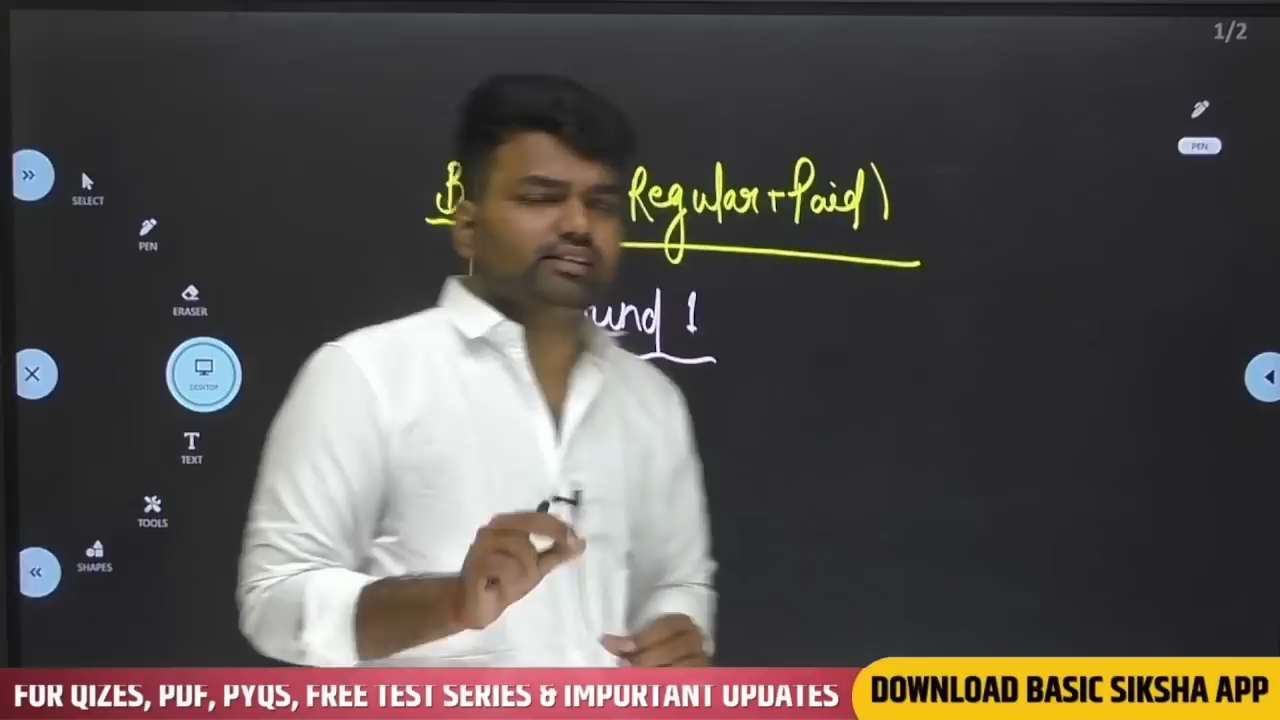 1/2
PEN
SELECT
PEN
ERASER
DESKTOP
TEXT
TOOLS
SHAPES
Regular + Paid)
1
FOR QIZES, PDF, PYQS, FREE TEST SERIES & IMPORTANT UPDATES
DOWNLOAD BASIC SIKSHA APP